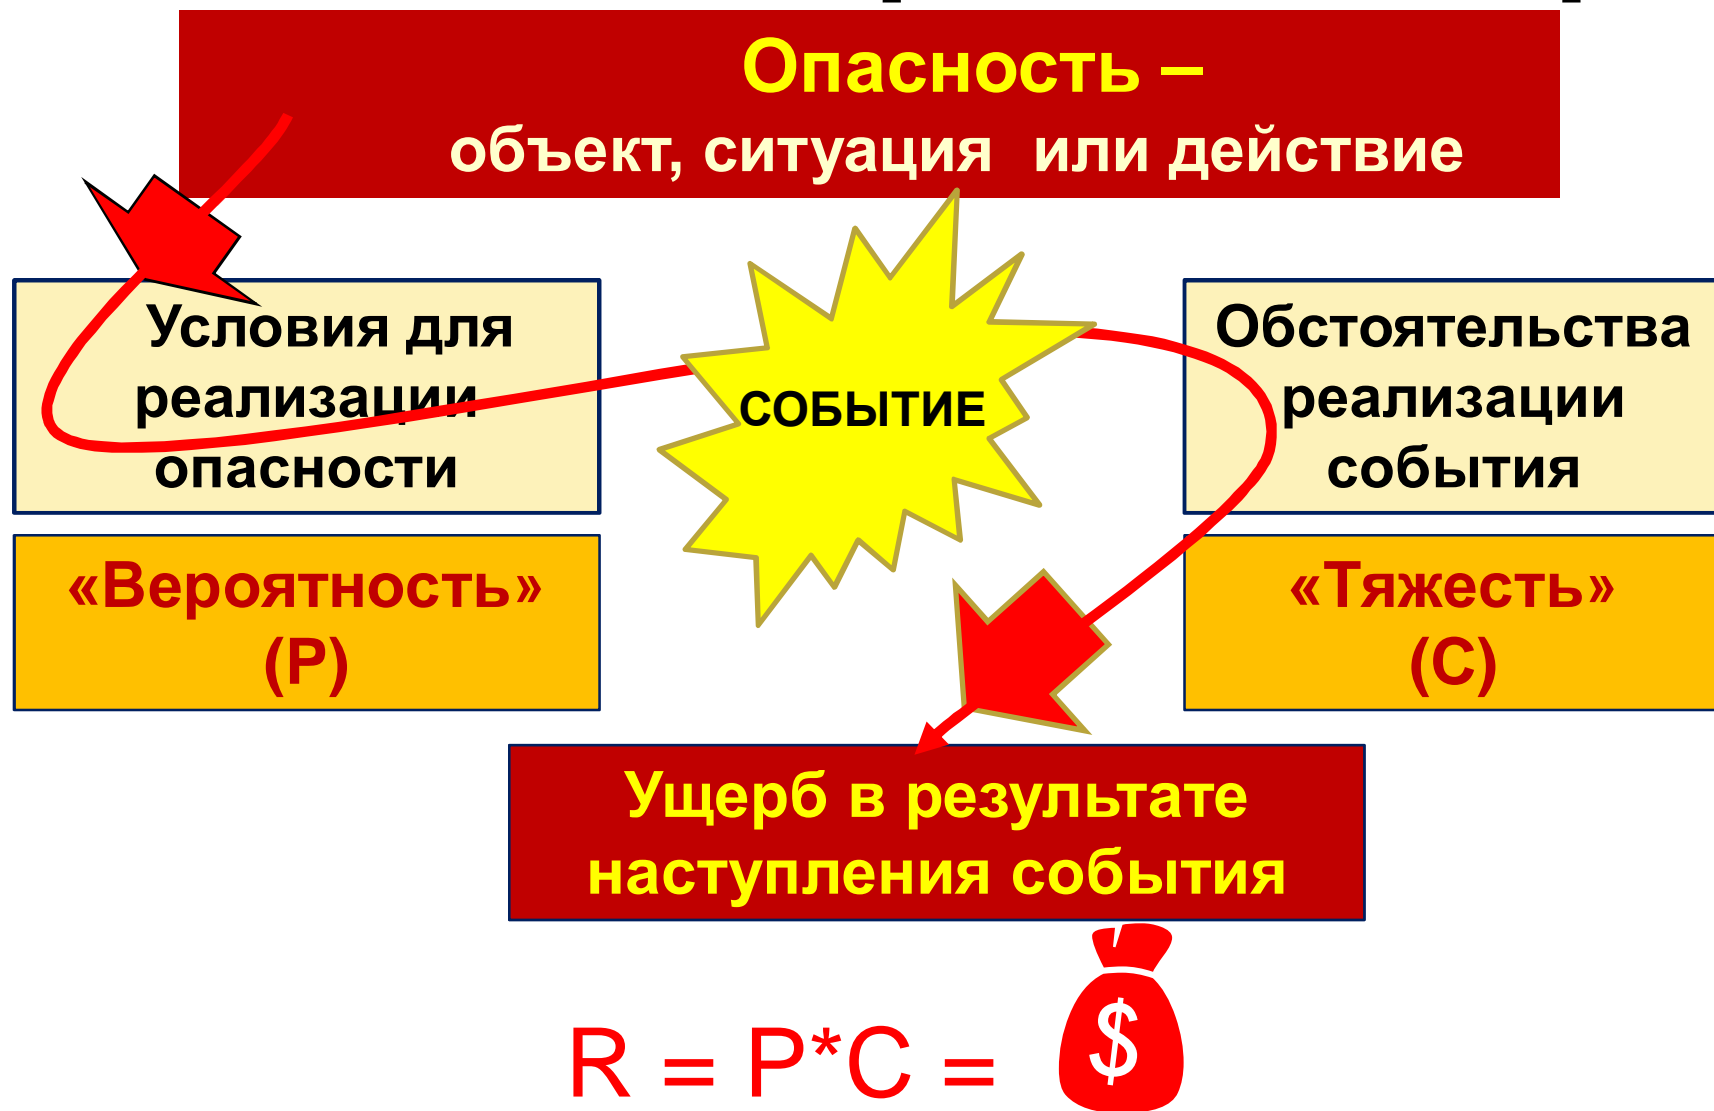 Опасность –
объект, ситуация или действие
Условия для
реализации
опасности
СОБЫТИЕ
Обстоятельства
реализации
события
«Вероятность»
(P)
«Тяжесть»
(C)
Ущерб в результате
наступления события
R = P*C =
$